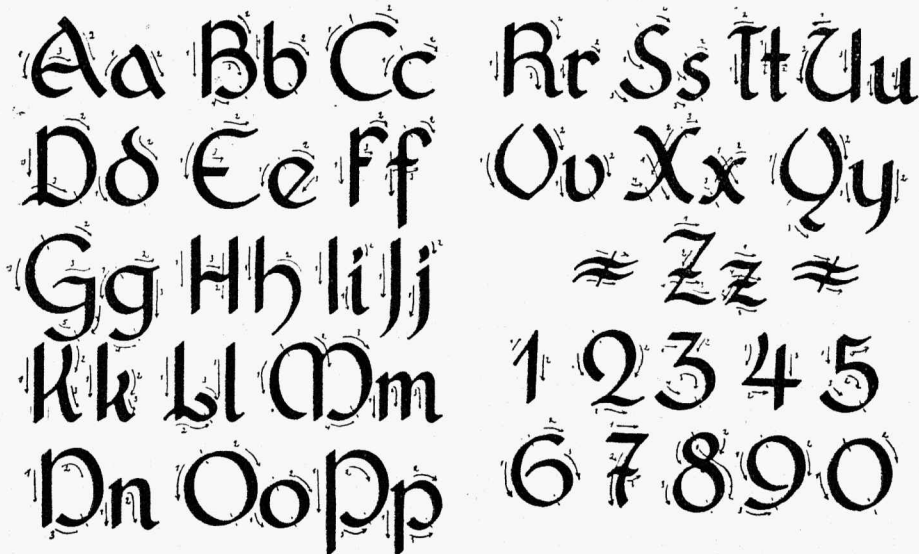 Aa Bb Cc
Dd Ee Ff
Gg Hh Ii Jj
Kk Ll Mm
Nn Oo Pp
Rr Ss Tt Uu
Vv Xx Yy
Zz
1 2 3 4 5
6 7 8 9 0